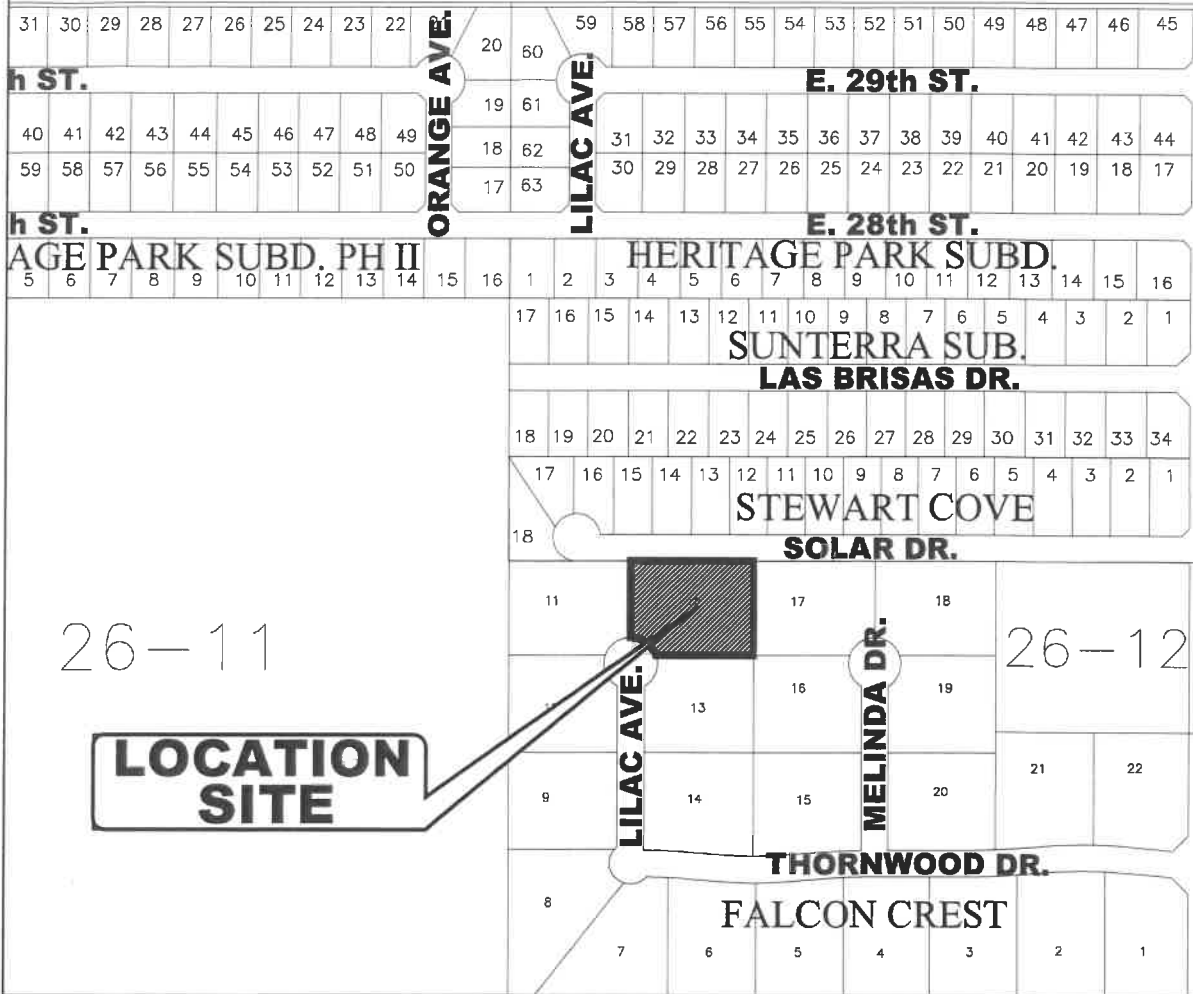 31 30 29 28 27 26 25 24 23 22
20 60
59 58 57 56 55 54 53 52 51 50 49 48 47 46 45
ORANGE AVE.
LILAC AVE.
h ST.
E. 29th ST.
19 61
40 41 42 43 44 45 46 47 48 49
18 62
31 32 33 34 35 36 37 38 39 40 41 42 43 44
59 58 57 56 55 54 53 52 51 50
17 63
30 29 28 27 26 25 24 23 22 21 20 19 18 17
h ST.
E. 28th ST.
AGE PARK SUBD. PH II
HERITAGE PARK SUBD.
5 6 7 8 9 10 11 12 13 14 15 16
1 2 3 4 5 6 7 8 9 10 11 12 13 14 15 16
17 16 15 14 13 12 11 10 9 8 7 6 5 4 3 2 1
SUNTERRA SUB.
LAS BRISAS DR.
18 19 20 21 22 23 24 25 26 27 28 29 30 31 32 33 34
17 16 15 14 13 12 11 10 9 8 7 6 5 4 3 2 1
STEWART COVE
18
SOLAR DR.
11 17 18
26-11
26-12
LILAC AVE.
MELINDA DR.
13 16 19
LOCATION
SITE
9 14 15 20 21 22
THORNWOOD DR.
8
FALCON CREST
7 6 5 4 3 2 1